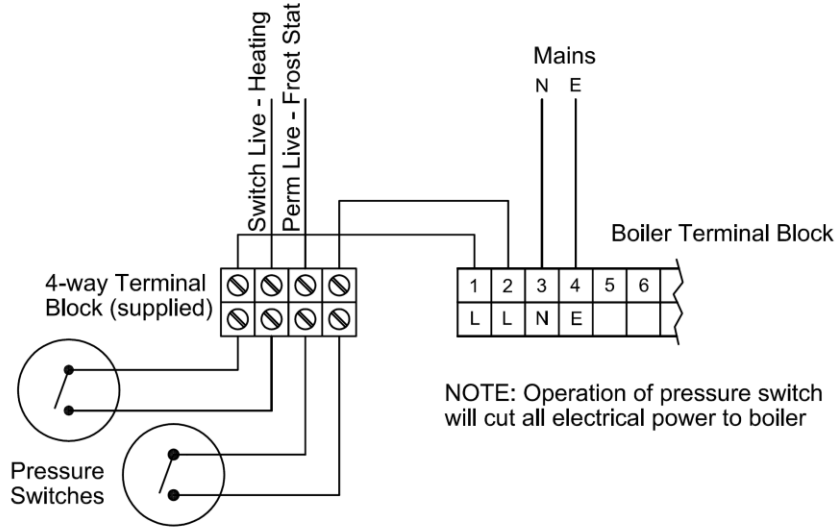 Switch Live - Heating
Perm Live - Frost Stat
Mains
N E
Boiler Terminal Block
4-way Terminal
Block (supplied)
1 2 3 4 5 6
L L N E
NOTE: Operation of pressure switch
will cut all electrical power to boiler
Pressure
Switches